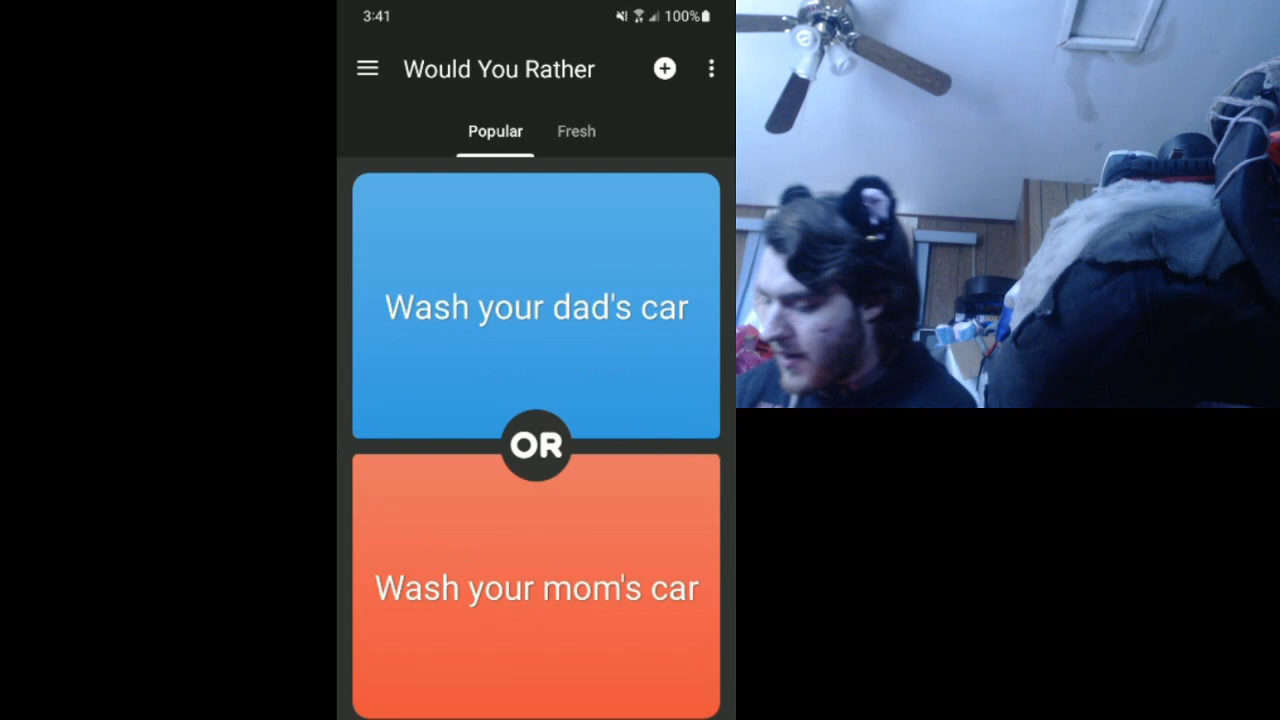 3:41
100%
Would You Rather
Popular
Fresh
Wash your dad's car
OR
Wash your mom's car